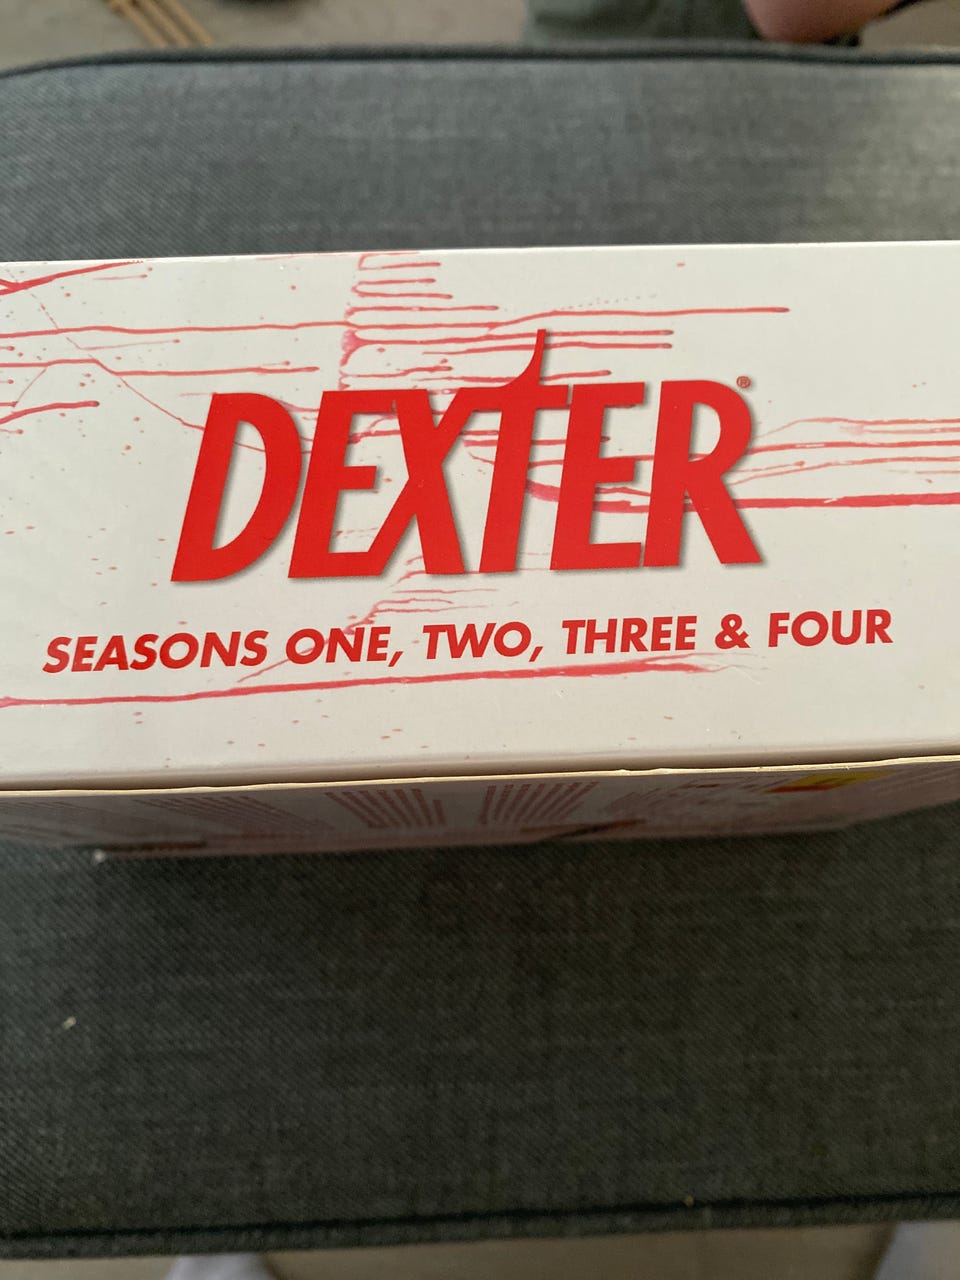 DEXTER®
SEASONS ONE, TWO, THREE & FOUR